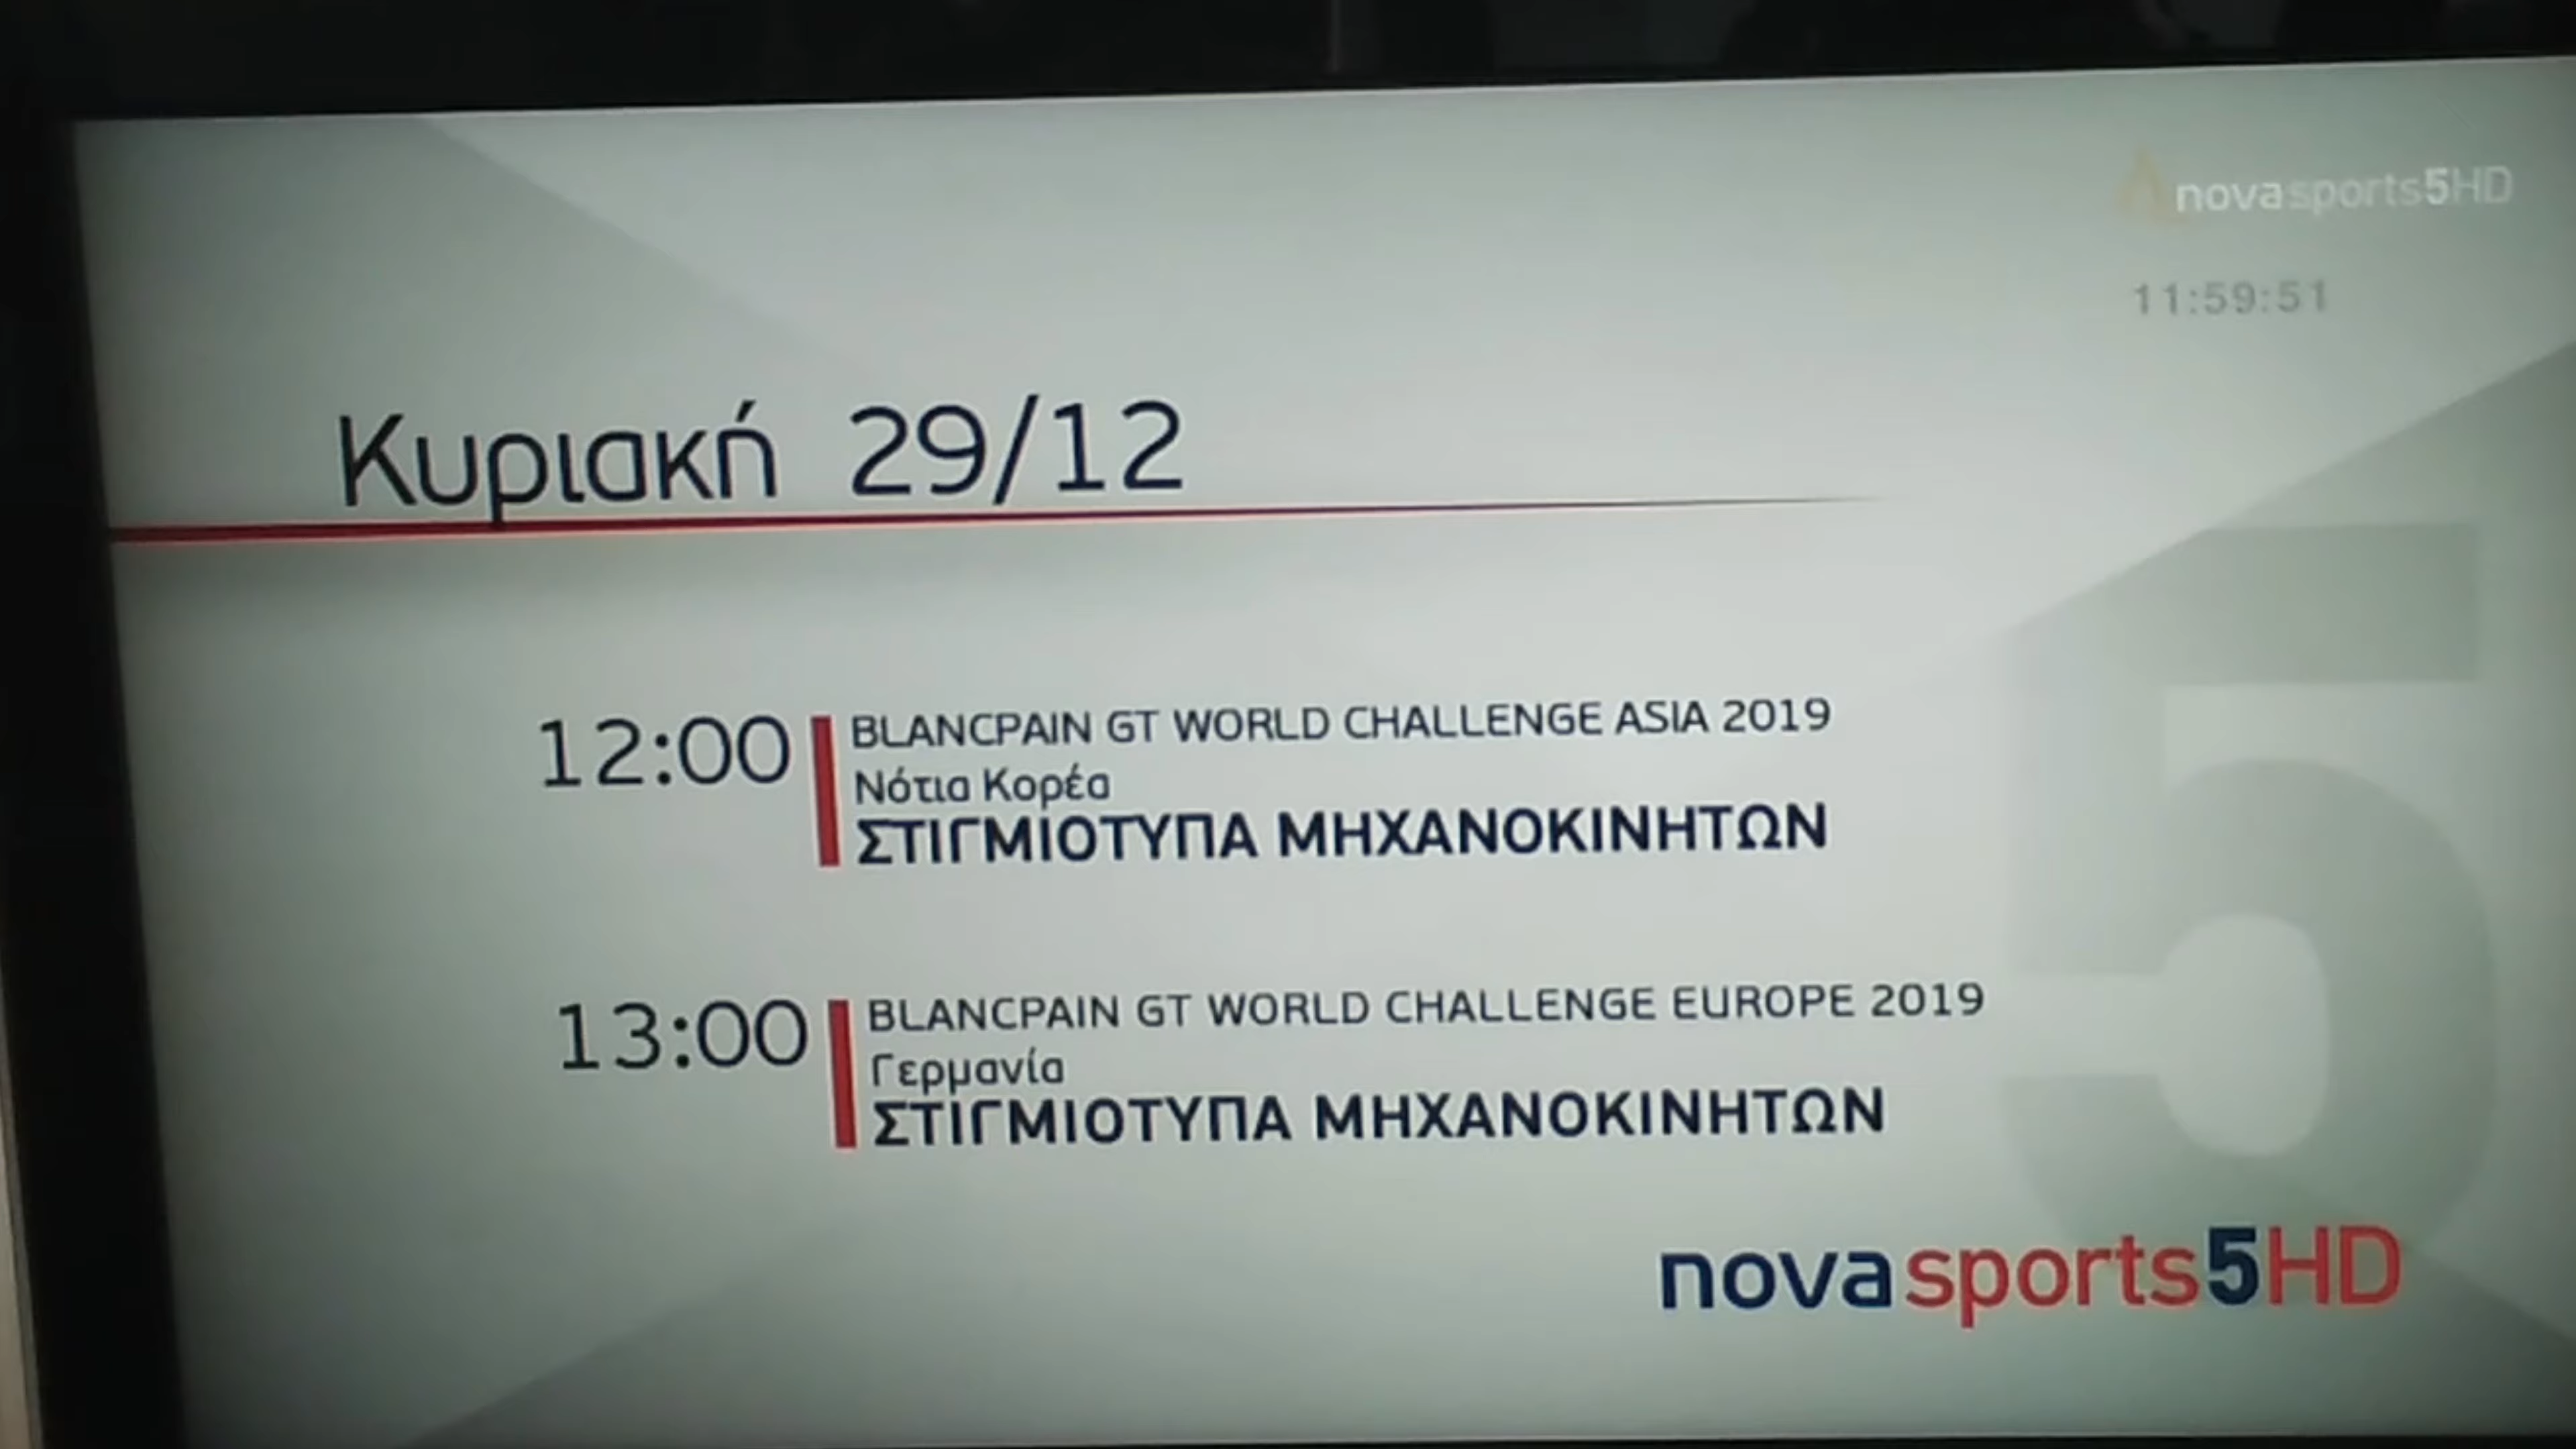 novasports5HD
11:59:51
Κυριακή 29/12
12:00
BLANCPAIN GT WORLD CHALLENGE ASIA 2019
Νότια Κορέα
ΣΤΙΓΜΙΟΤΥΠΑ ΜΗΧΑΝΟΚΙΝΗΤΩΝ
13:00
BLANCPAIN GT WORLD CHALLENGE EUROPE 2019
Γερμανία
ΣΤΙΓΜΙΟΤΥΠΑ ΜΗΧΑΝΟΚΙΝΗΤΩΝ
5
novasports5HD